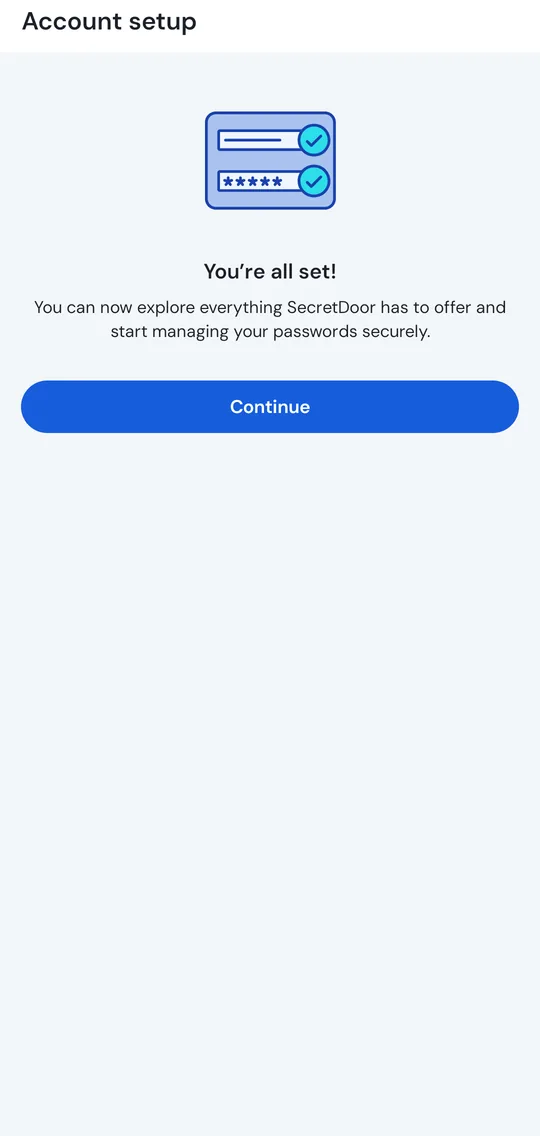 Account setup
*****
You’re all set!
You can now explore everything SecretDoor has to offer and
start managing your passwords securely.
Continue